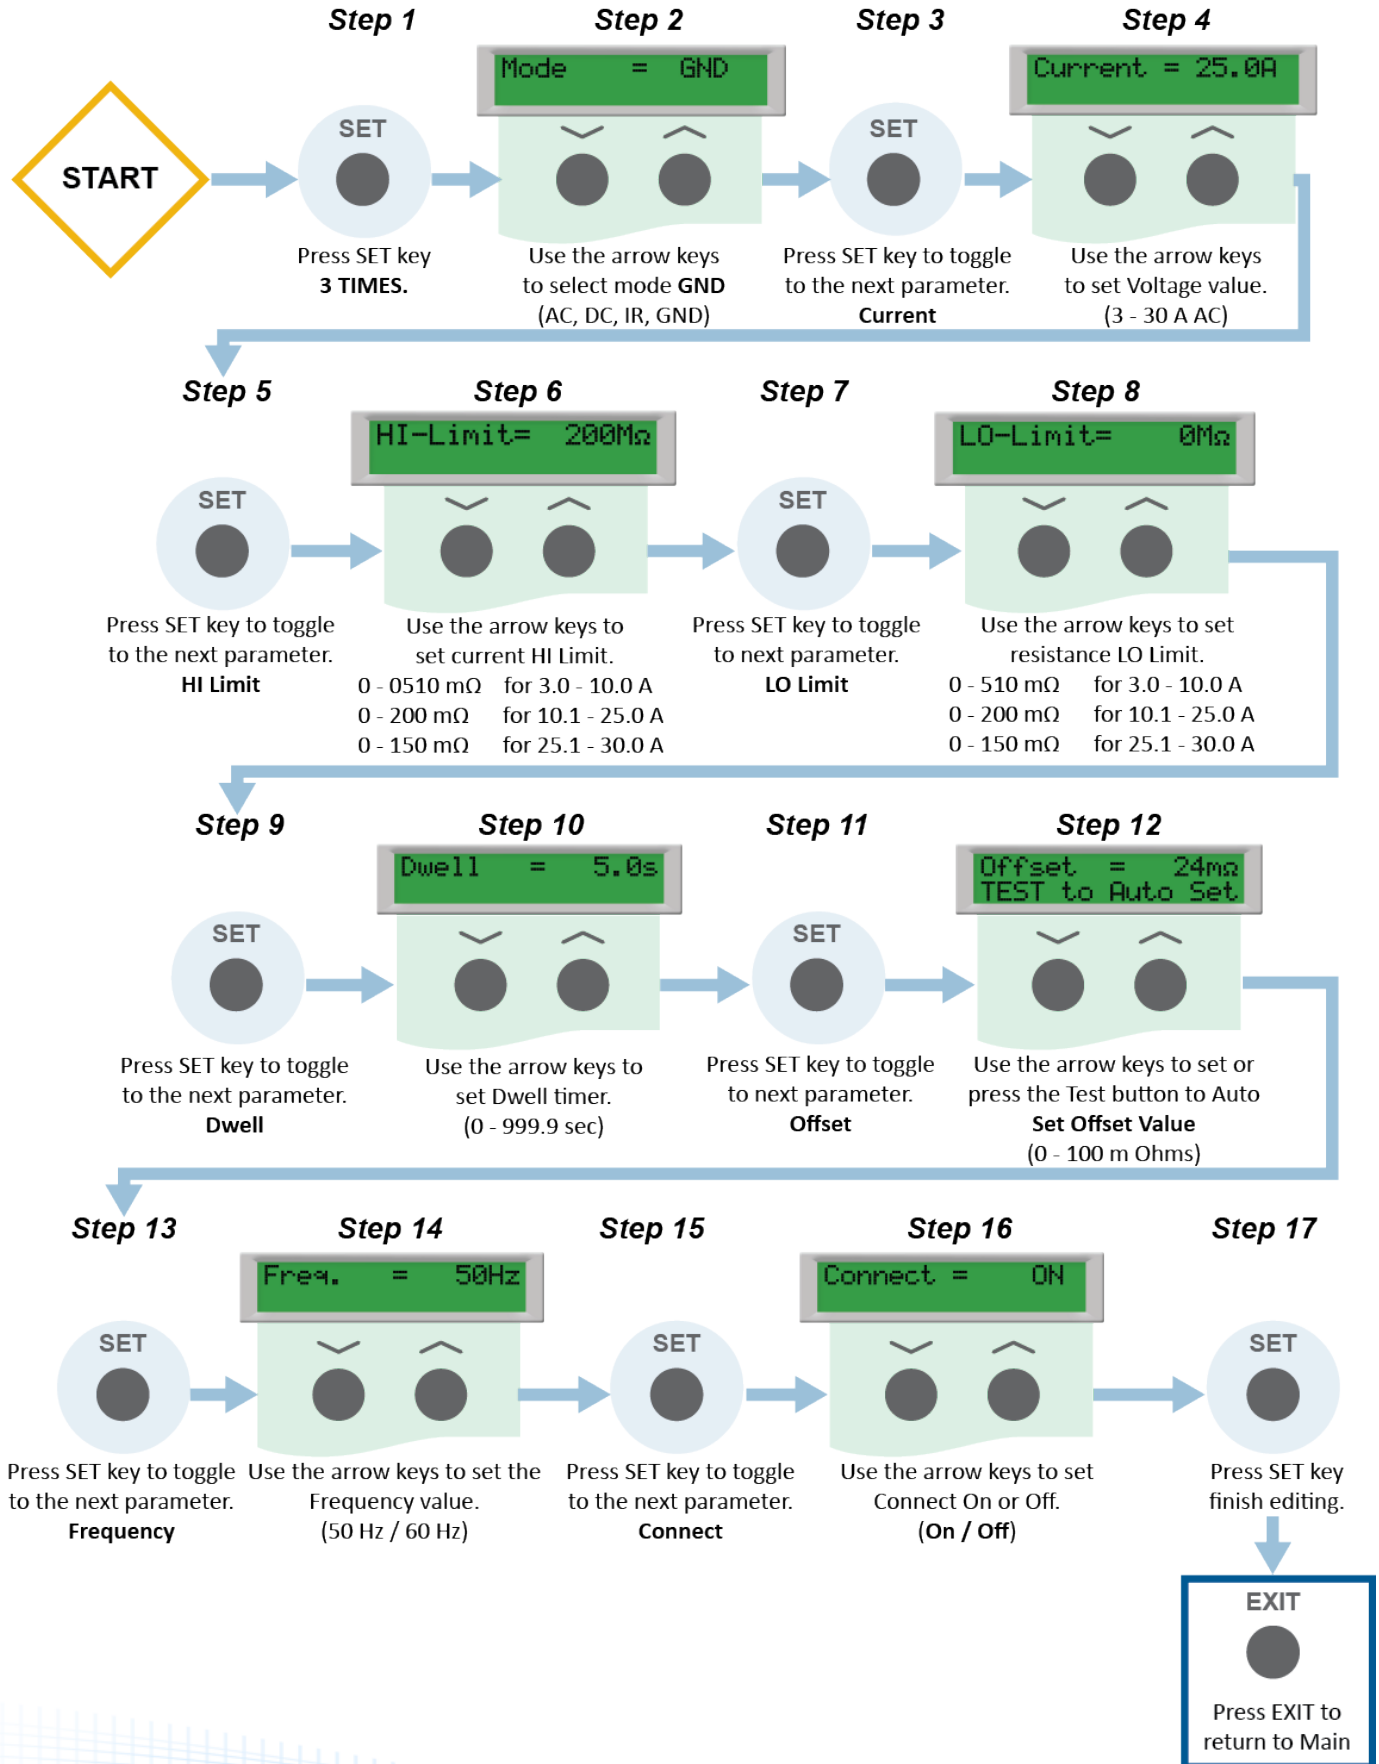 Step 1
Step 2
Step 3
Step 4
START
SET
Press SET key
3 TIMES.
Mode = GND
Use the arrow keys
to select mode GND
(AC, DC, IR, GND)
SET
Press SET key to toggle
to the next parameter.
Current
Current = 25.0A
Use the arrow keys
to set Voltage value.
(3 - 30 A AC)
Step 5
Step 6
Step 7
Step 8
SET
Press SET key to toggle
to the next parameter.
HI Limit
HI-Limit= 200MΩ
Use the arrow keys to
set current HI Limit.
0 - 0510 mΩ for 3.0 - 10.0 A
0 - 200 mΩ for 10.1 - 25.0 A
0 - 150 mΩ for 25.1 - 30.0 A
SET
Press SET key to toggle
to next parameter.
LO Limit
LO-Limit= 0MΩ
Use the arrow keys to set
resistance LO Limit.
0 - 510 mΩ for 3.0 - 10.0 A
0 - 200 mΩ for 10.1 - 25.0 A
0 - 150 mΩ for 25.1 - 30.0 A
Step 9
Step 10
Step 11
Step 12
SET
Press SET key to toggle
to the next parameter.
Dwell
Dwell = 5.0s
Use the arrow keys to
set Dwell timer.
(0 - 999.9 sec)
SET
Press SET key to toggle
to next parameter.
Offset
Offset = 24mΩ
TEST to Auto Set
Use the arrow keys to set or
press the Test button to Auto
Set Offset Value
(0 - 100 m Ohms)
Step 13
Step 14
Step 15
Step 16
Step 17
SET
Press SET key to toggle
to the next parameter.
Frequency
Freq. = 50Hz
Use the arrow keys to set the
Frequency value.
(50 Hz / 60 Hz)
SET
Press SET key to toggle
to the next parameter.
Connect
Connect = ON
Use the arrow keys to set
Connect On or Off.
(On / Off)
SET
Press SET key
finish editing.
EXIT
Press EXIT to
return to Main